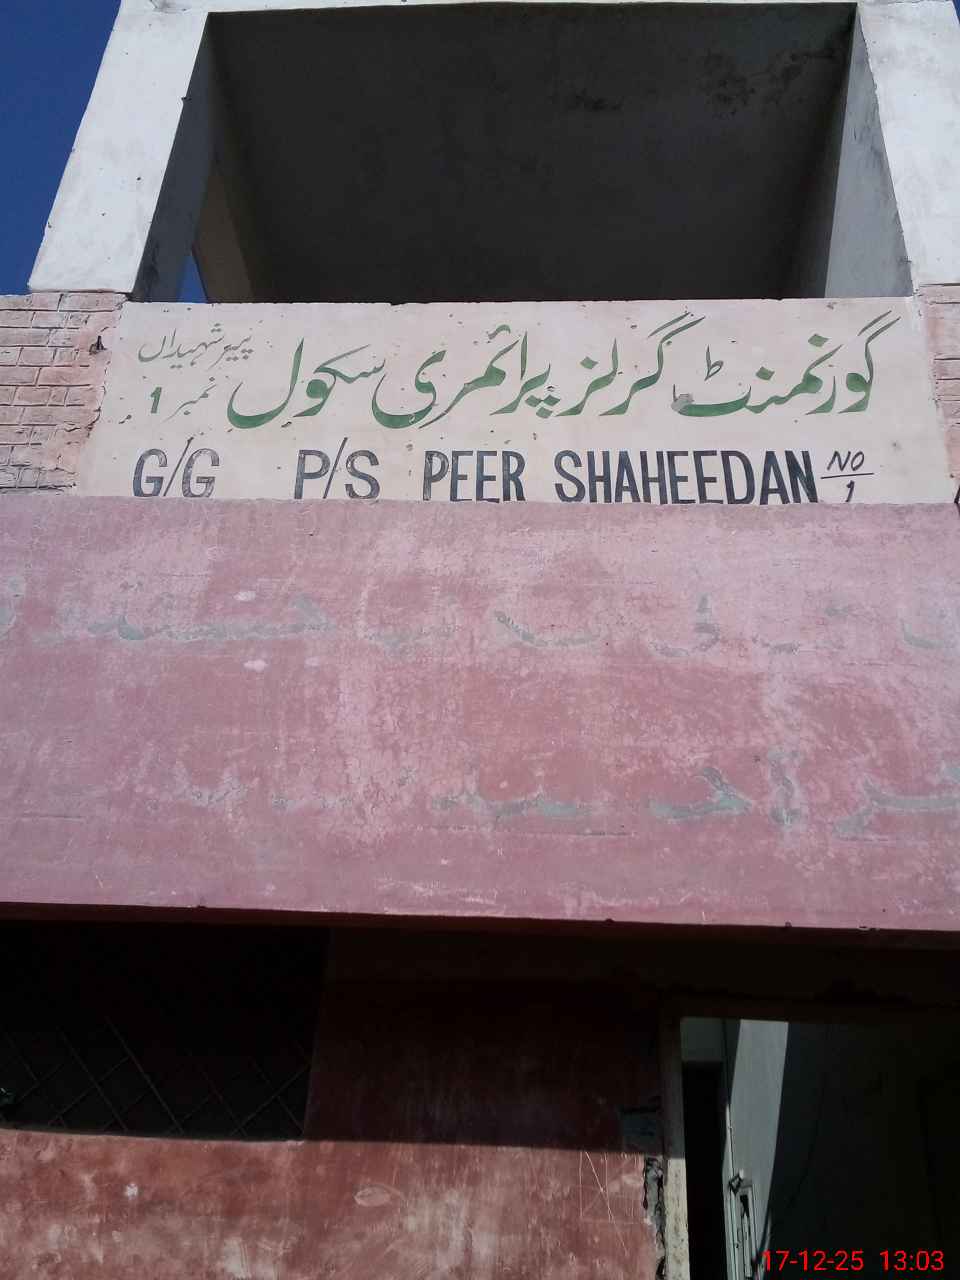 گورنمنٹ گرلز پرائمری سکول پیر شہیداں نمبر 1
G/G P/S PEER SHAHEEDAN NO 1
17-12-25 13:03